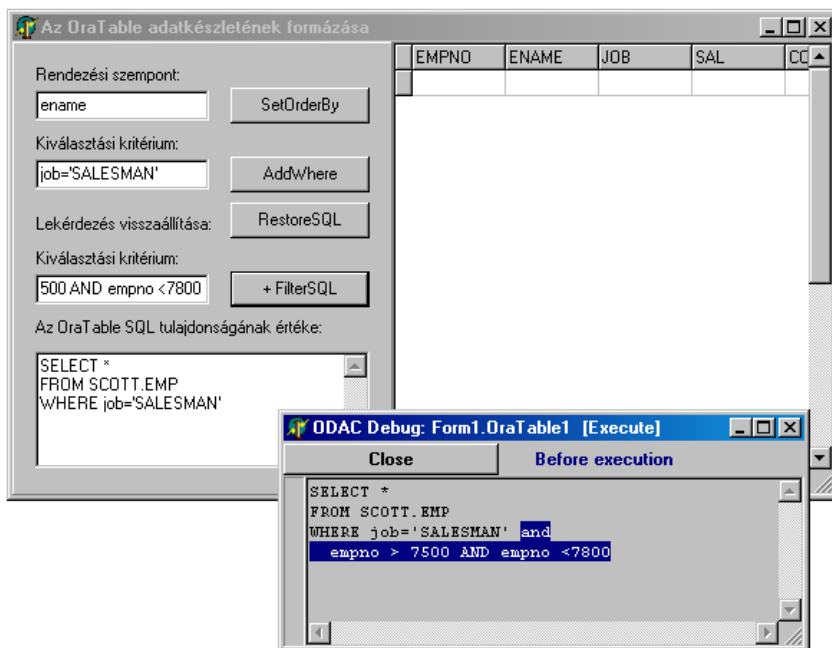 Az OraTable adatkészletének formázása
Rendezési szempont:
ename
SetOrderBy
Kiválasztási kritérium:
job='SALESMAN'
AddWhere
Lekérdezés visszaállítása:
RestoreSQL
Kiválasztási kritérium:
500 AND empno <7800
+ FilterSQL
Az OraTable SQL tulajdonságának értéke:
SELECT *
FROM SCOTT.EMP
WHERE job='SALESMAN'
EMPNO ENAME JOB SAL CC
ODAC Debug: Form1.OraTable1 [Execute]
Close Before execution
SELECT *
FROM SCOTT.EMP
WHERE job='SALESMAN' and
empno > 7500 AND empno <7800